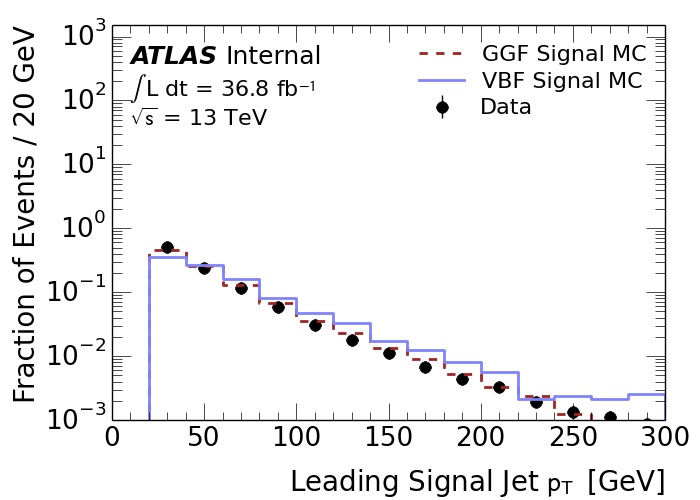 Fraction of Events / 20 GeV
10³
10²
10¹
10⁰
10⁻¹
10⁻²
10⁻³
ATLAS Internal
∫L dt = 36.8 fb⁻¹
√s = 13 TeV
GGF Signal MC
VBF Signal MC
Data
0 50 100 150 200 250 300
Leading Signal Jet p_T [GeV]